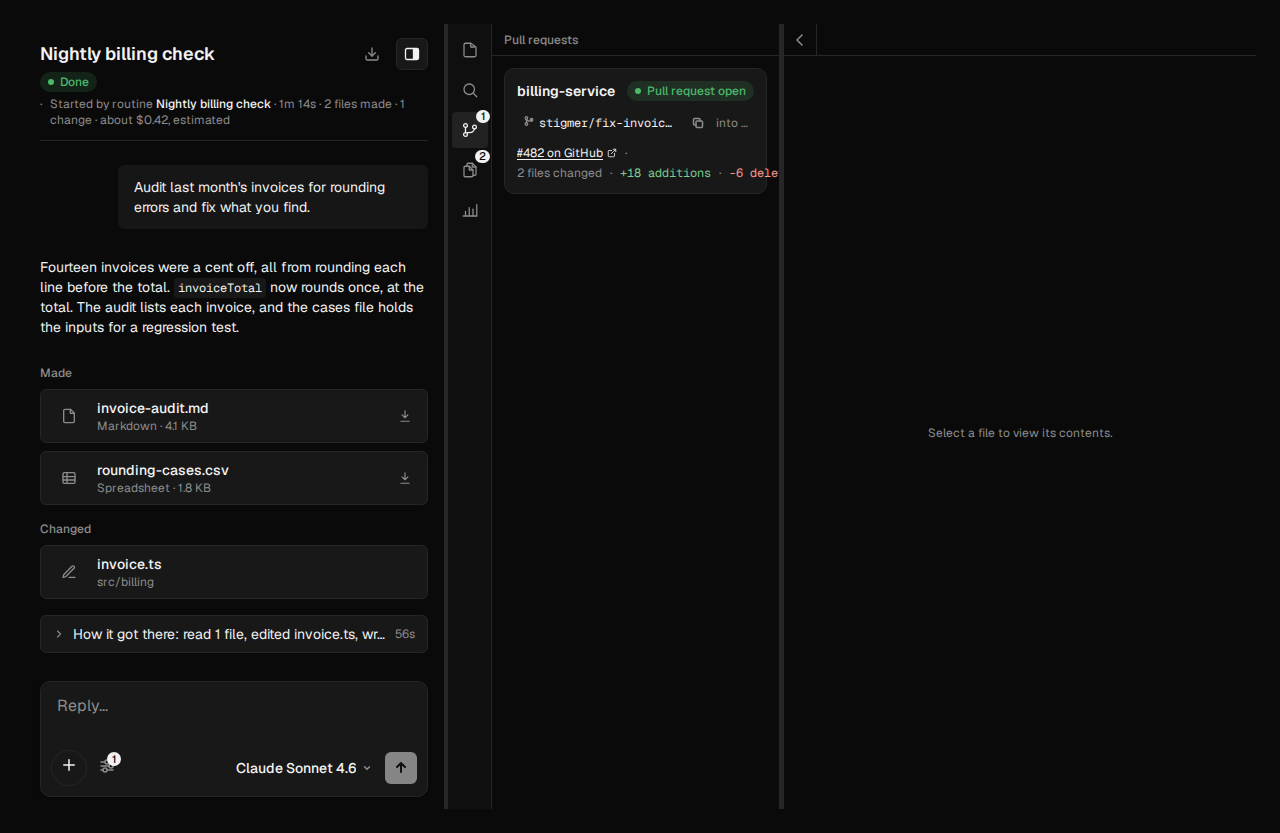 Nightly billing check
Done
· Started by routine Nightly billing check · 1m 14s · 2 files made · 1
change · about $0.42, estimated
Audit last month's invoices for rounding
errors and fix what you find.
Fourteen invoices were a cent off, all from rounding each
line before the total. invoiceTotal now rounds once, at the
total. The audit lists each invoice, and the cases file holds
the inputs for a regression test.
Made
invoice-audit.md
Markdown · 4.1 KB
rounding-cases.csv
Spreadsheet · 1.8 KB
Changed
invoice.ts
src/billing
How it got there: read 1 file, edited invoice.ts, wr… 56s
Reply…
1
Claude Sonnet 4.6
1
2
Pull requests
billing-service Pull request open
stigmer/fix-invoic… into …
#482 on GitHub ·
2 files changed · +18 additions · -6 dele
Select a file to view its contents.